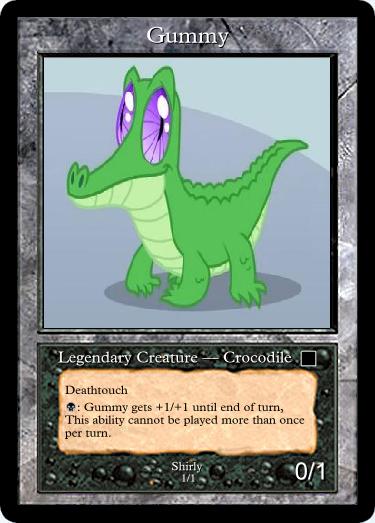 Gummy
Legendary Creature — Crocodile
Deathtouch
: Gummy gets +1/+1 until end of turn,
This ability cannot be played more than once
per turn.
Shirly
1/1
0/1